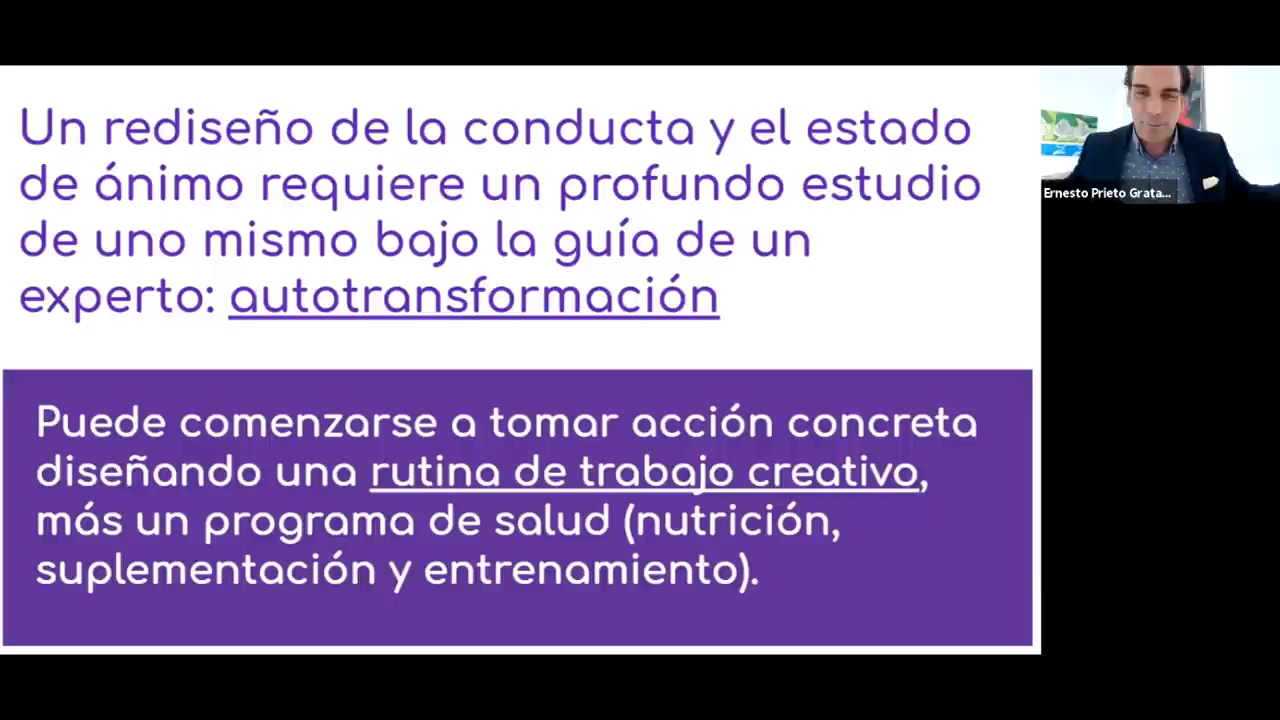 Un rediseño de la conducta y el estado
de ánimo requiere un profundo estudio
de uno mismo bajo la guía de un
experto: autotransformación
Puede comenzarse a tomar acción concreta
diseñando una rutina de trabajo creativo,
más un programa de salud (nutrición,
suplementación y entrenamiento).
Ernesto Prieto Grata...